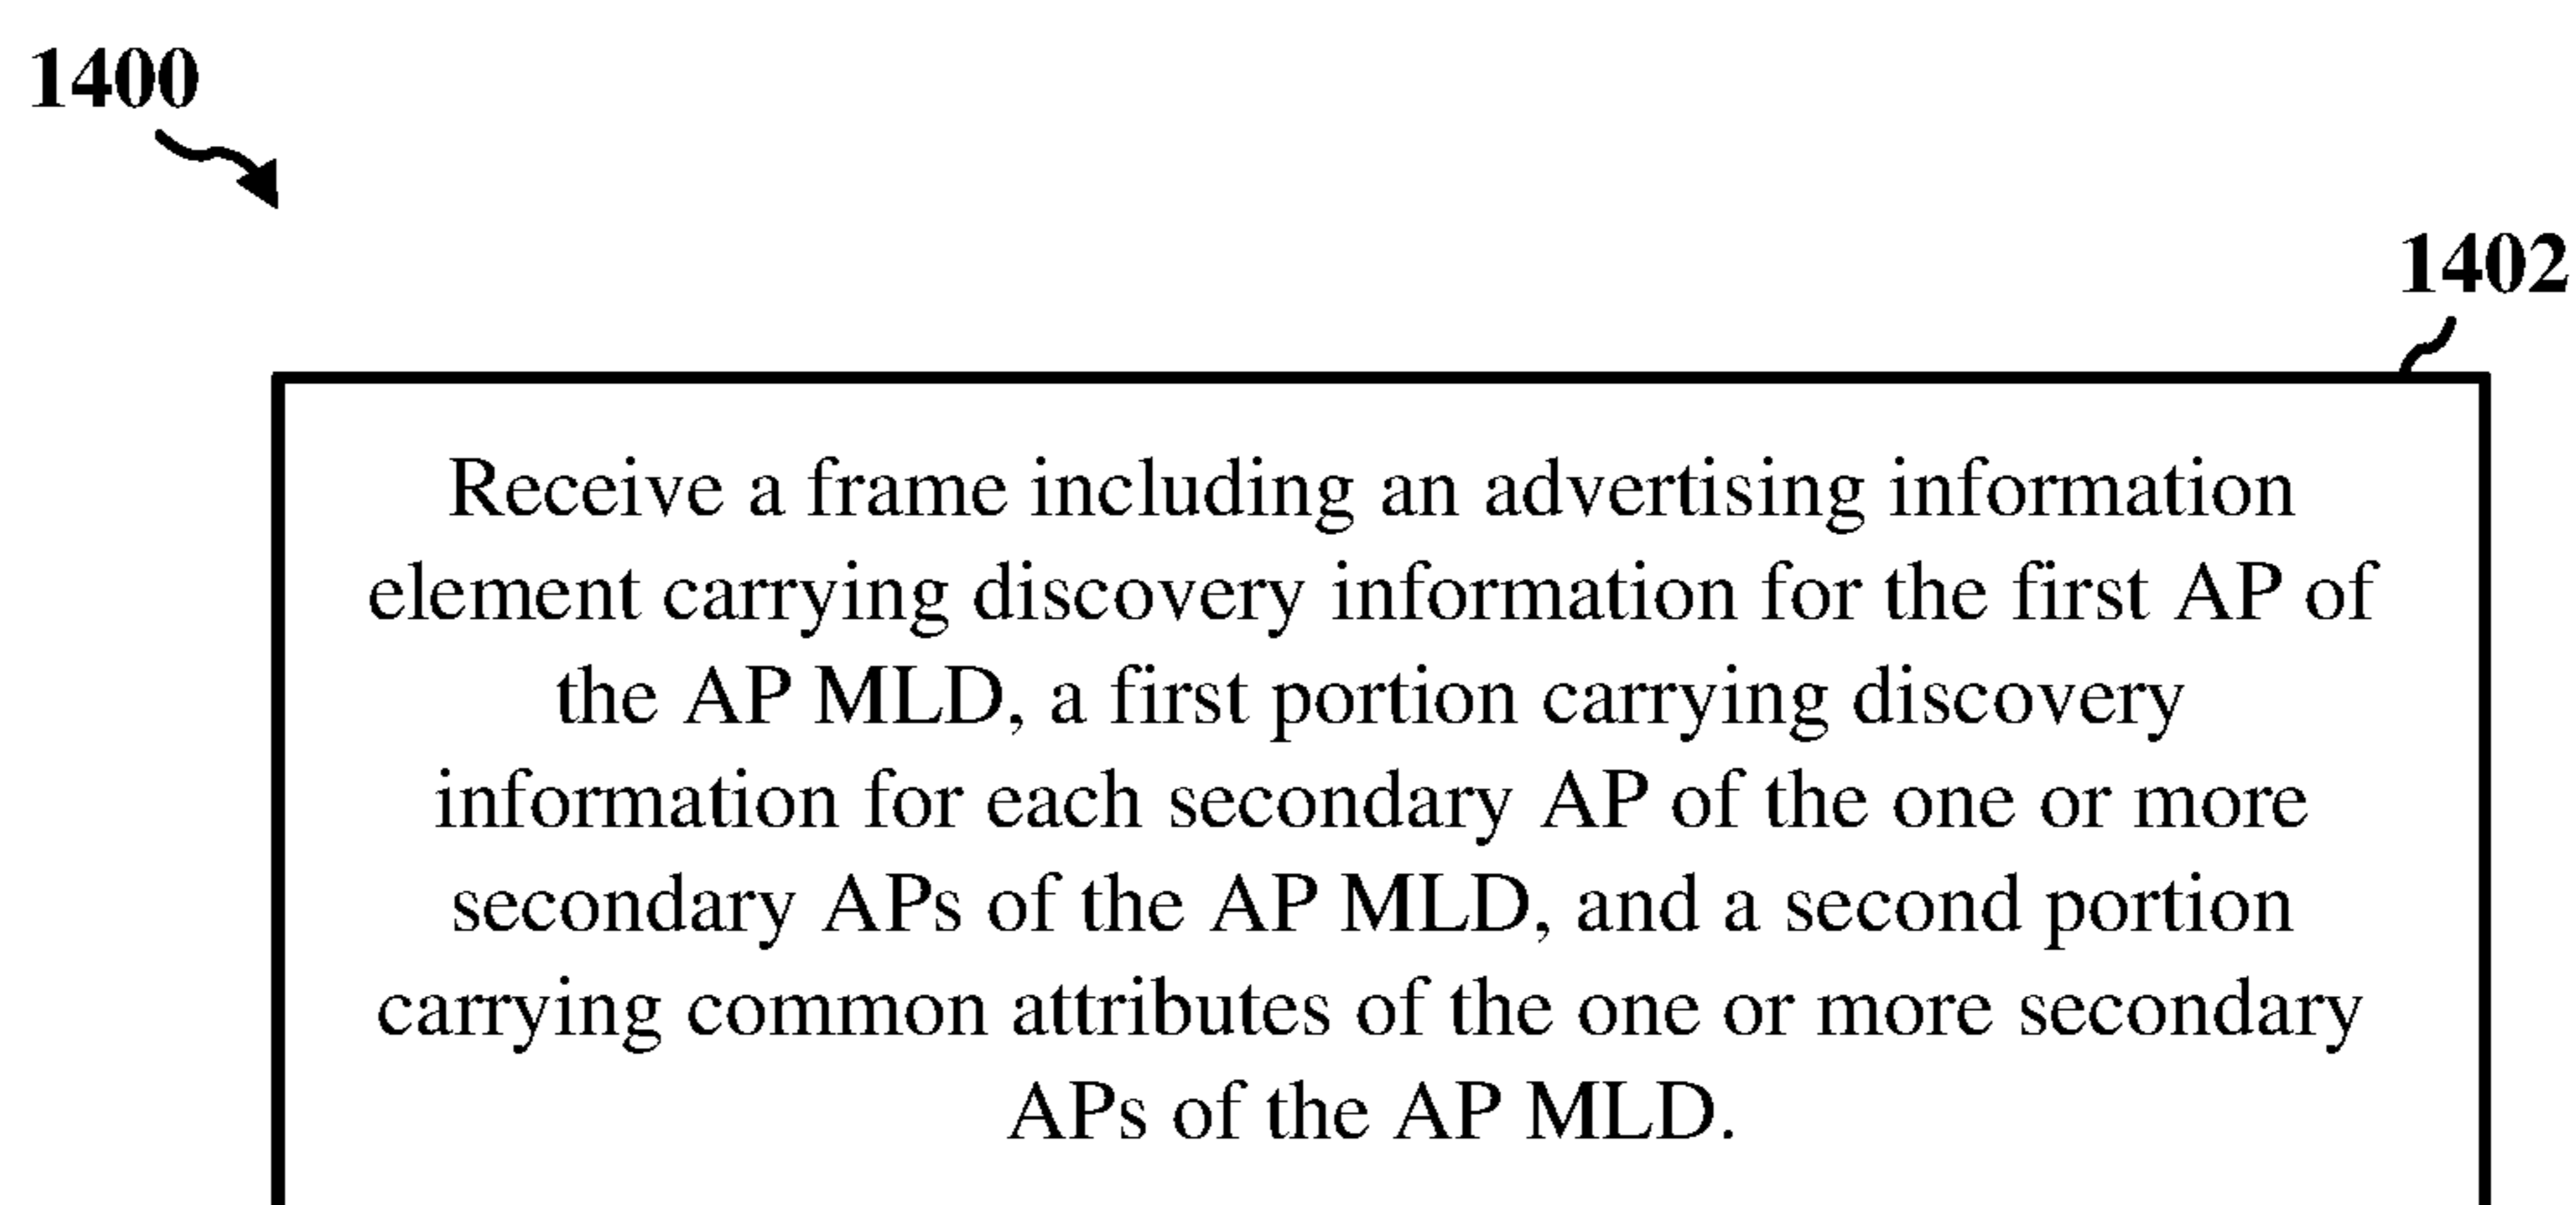 1400
1402
Receive a frame including an advertising information
element carrying discovery information for the first AP of
the AP MLD, a first portion carrying discovery
information for each secondary AP of the one or more
secondary APs of the AP MLD, and a second portion
carrying common attributes of the one or more secondary
APs of the AP MLD.